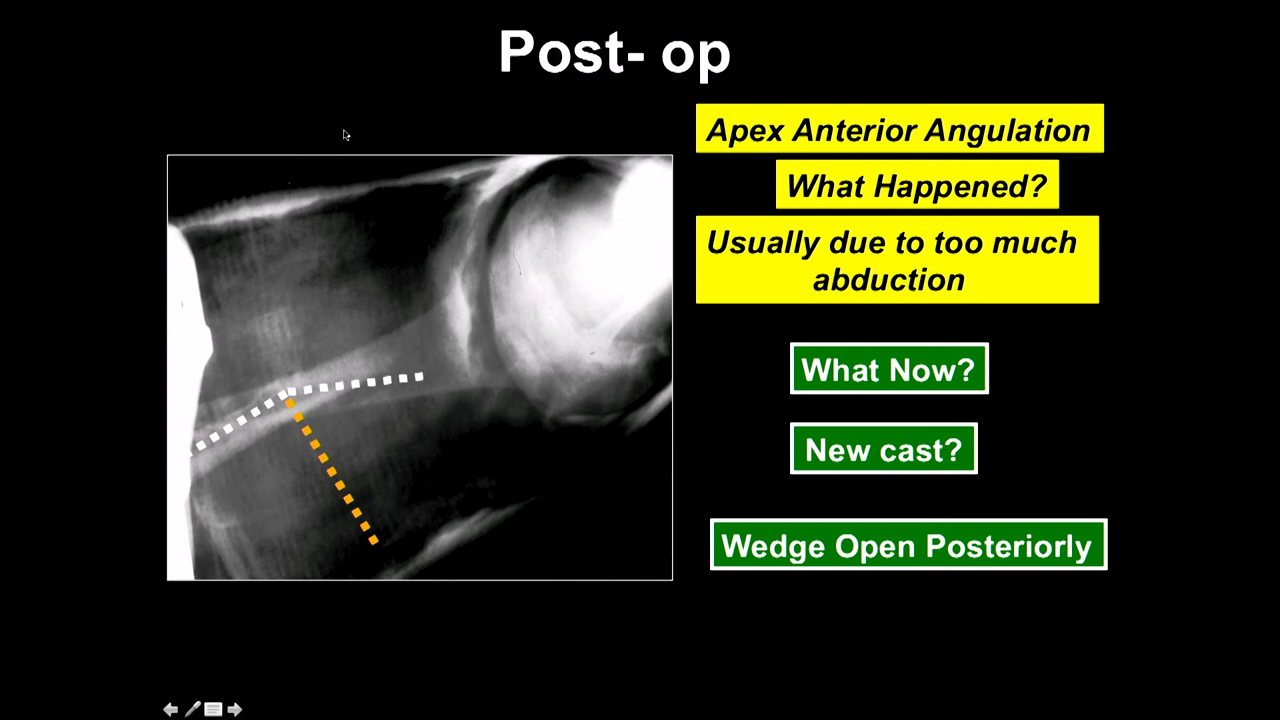 Post- op
Apex Anterior Angulation
What Happened?
Usually due to too much
abduction
What Now?
New cast?
Wedge Open Posteriorly